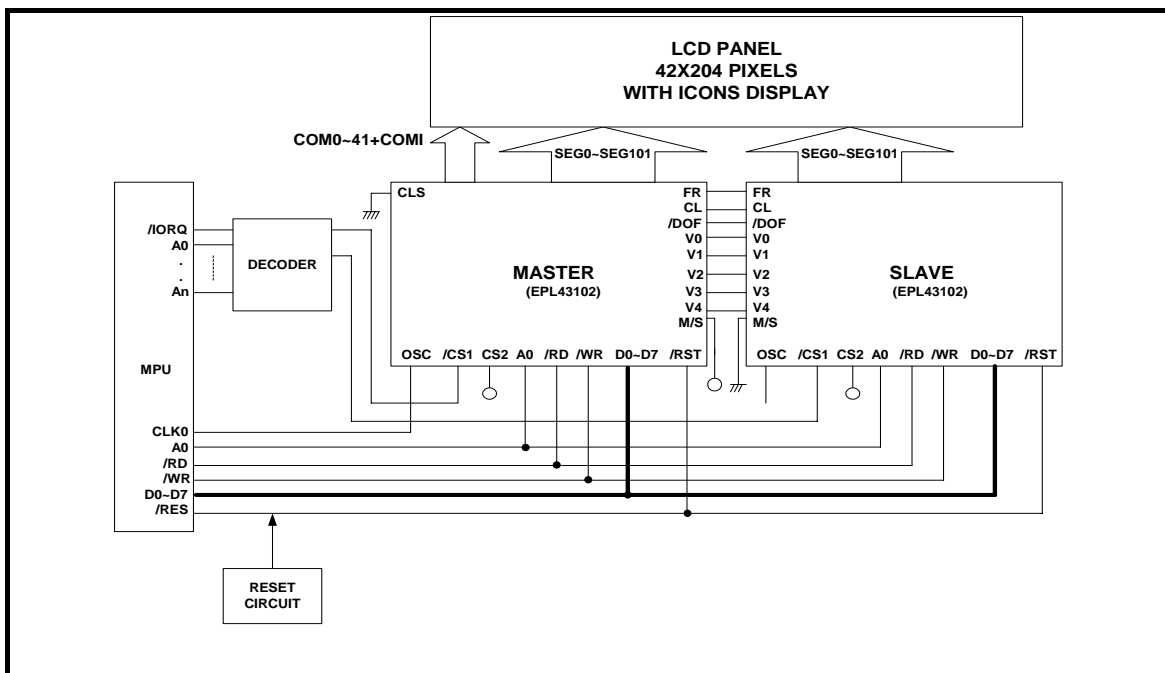 LCD PANEL
42X204 PIXELS
WITH ICONS DISPLAY
COM0~41+COMI
SEG0~SEG101
SEG0~SEG101
CLS
FR
CL
/DOF
V0
V1
V2
V3
V4
M/S
MASTER
(EPL43102)
OSC /CS1 CS2 A0 /RD /WR D0~D7 /RST
FR
CL
/DOF
V0
V1
V2
V3
V4
M/S
SLAVE
(EPL43102)
OSC /CS1 CS2 A0 /RD /WR D0~D7 /RST
/IORQ
A0
.
.
An
DECODER
MPU
CLK0
A0
/RD
/WR
D0~D7
/RES
RESET
CIRCUIT